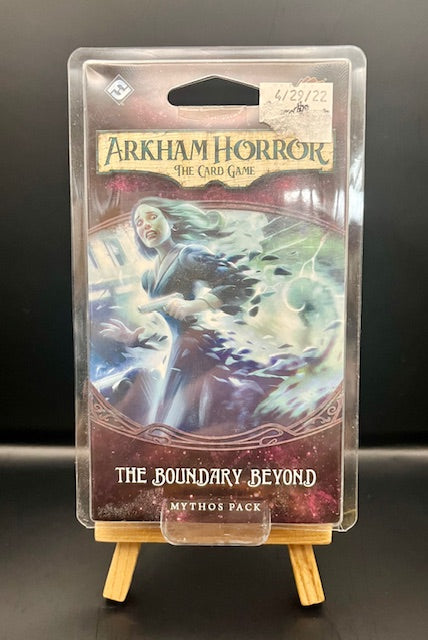 4/29/22
ARKHAM HORROR
THE CARD GAME
THE BOUNDARY BEYOND
MYTHOS PACK